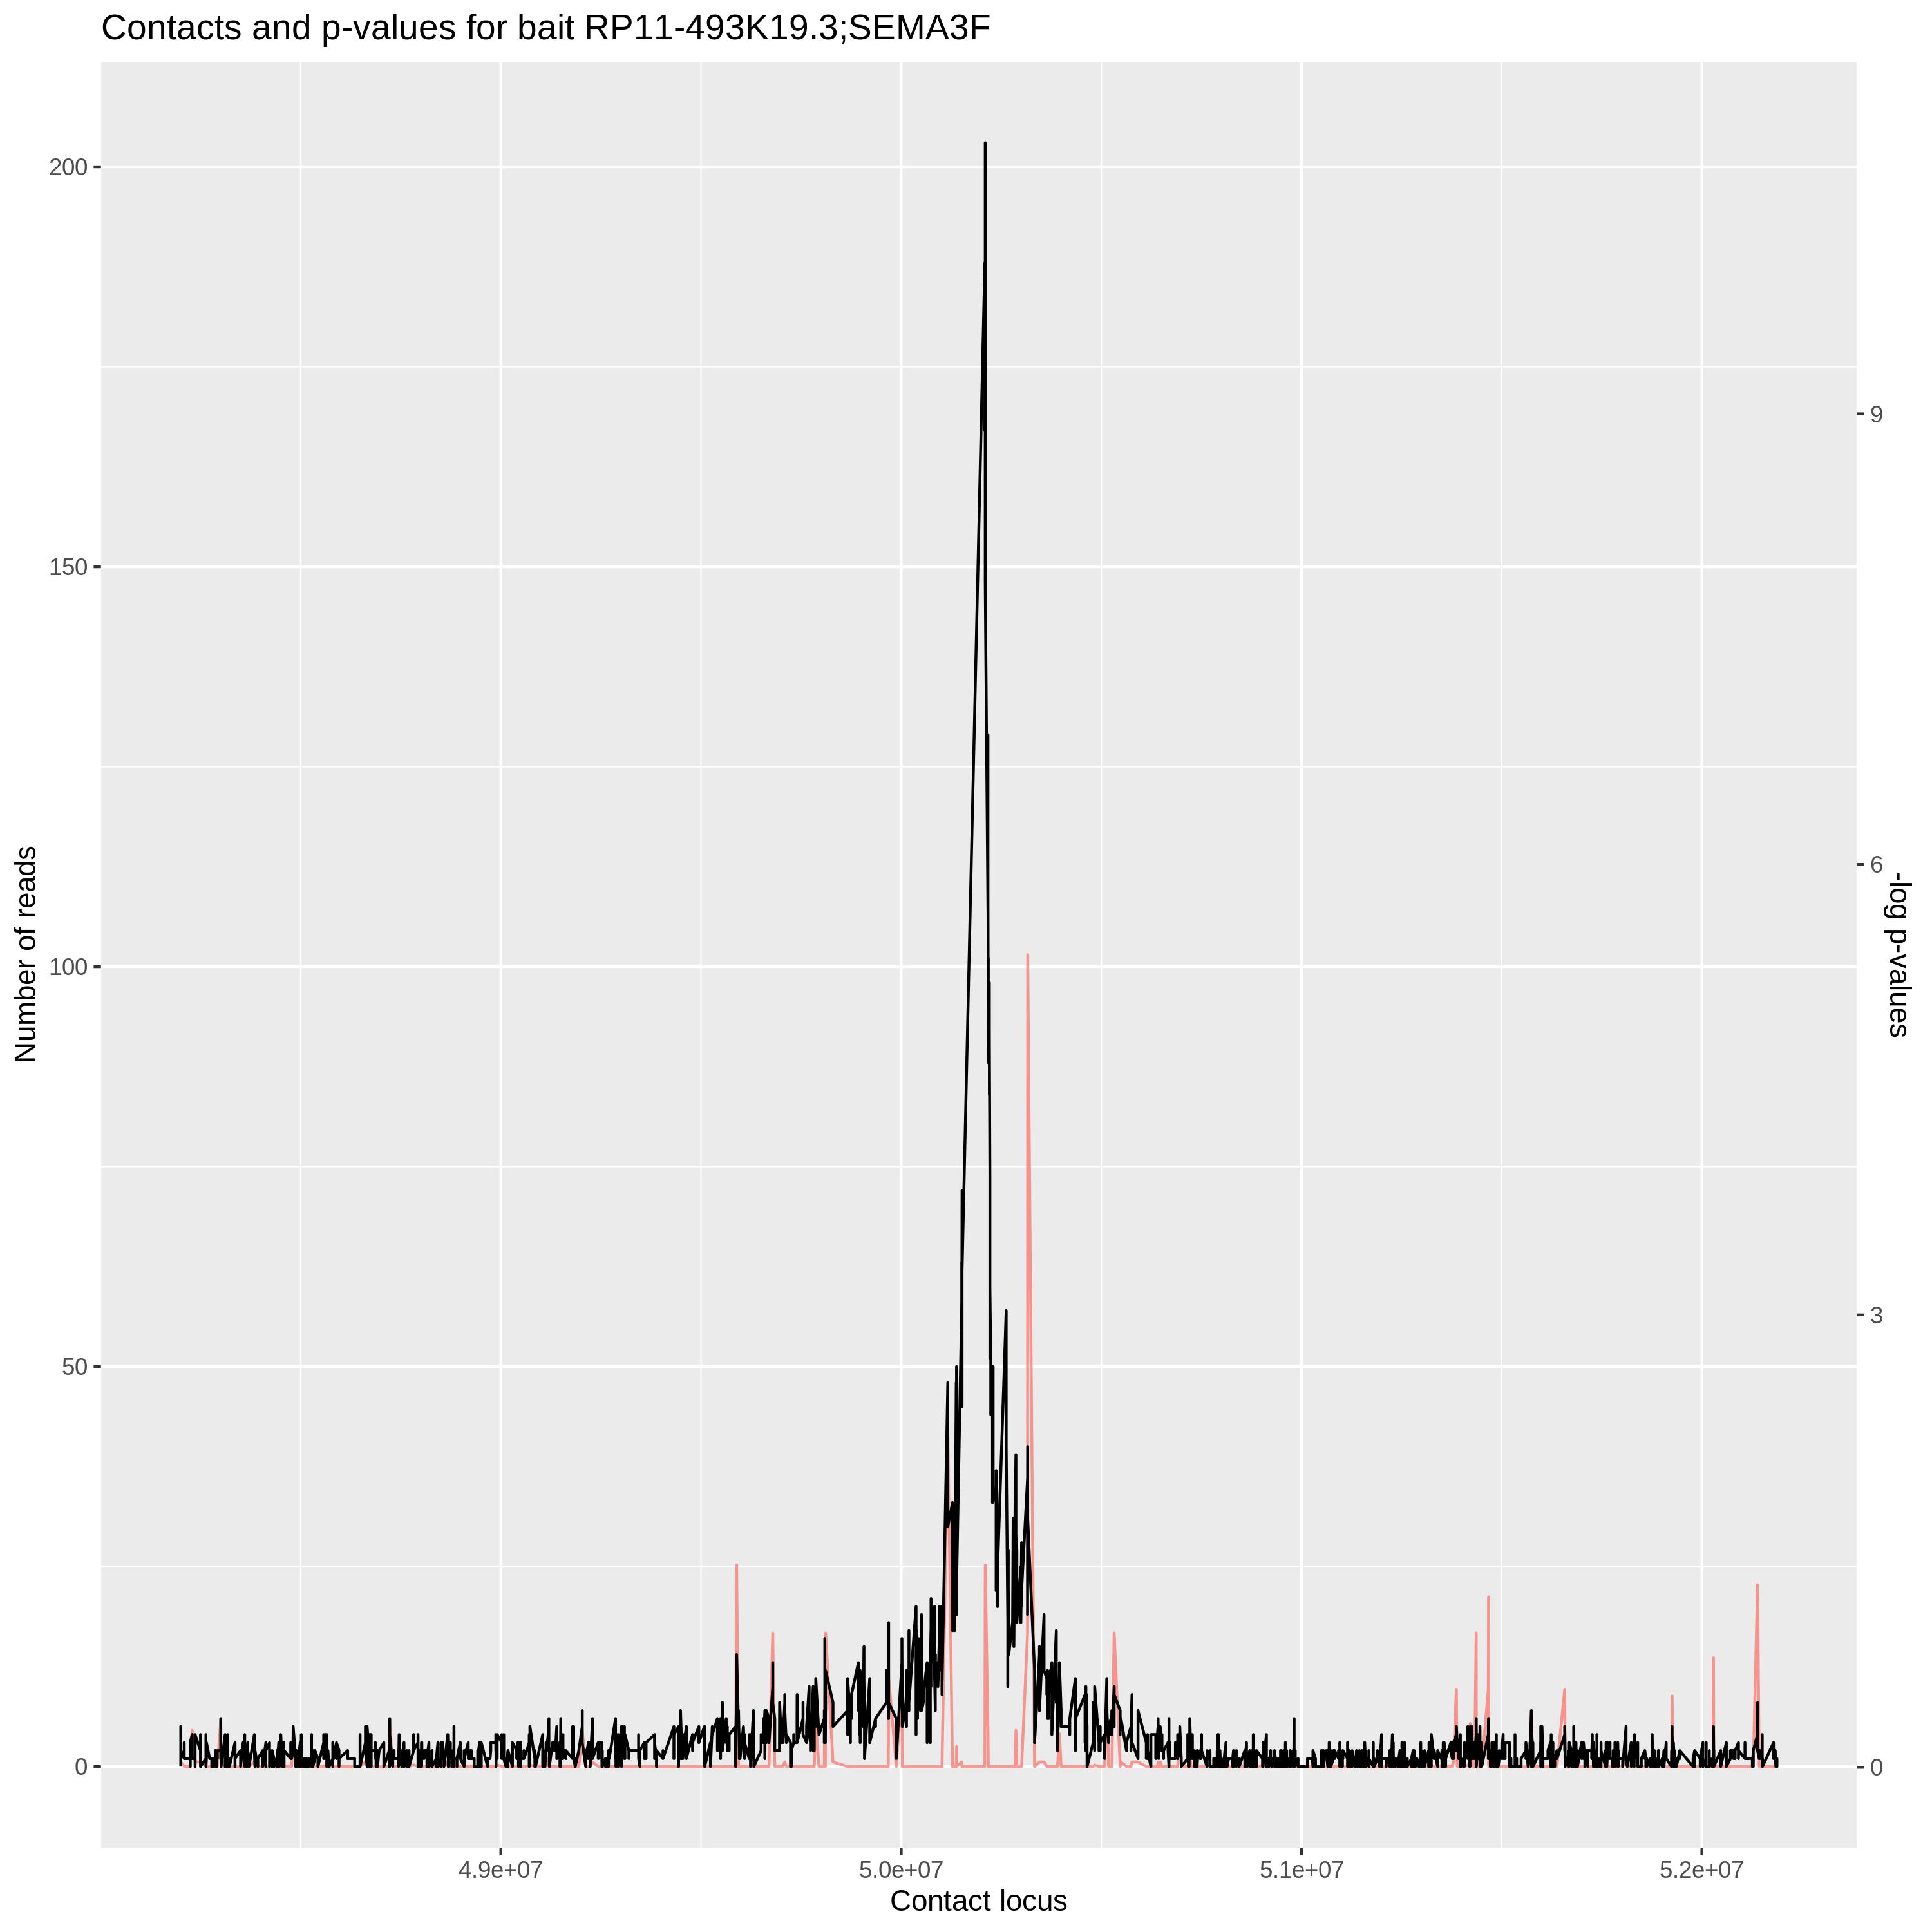 Contacts and p-values for bait RP11-493K19.3;SEMA3F
200
150
100
50
0
Number of reads
9
6
3
0
-log p-values
4.9e+07 5.0e+07 5.1e+07 5.2e+07
Contact locus